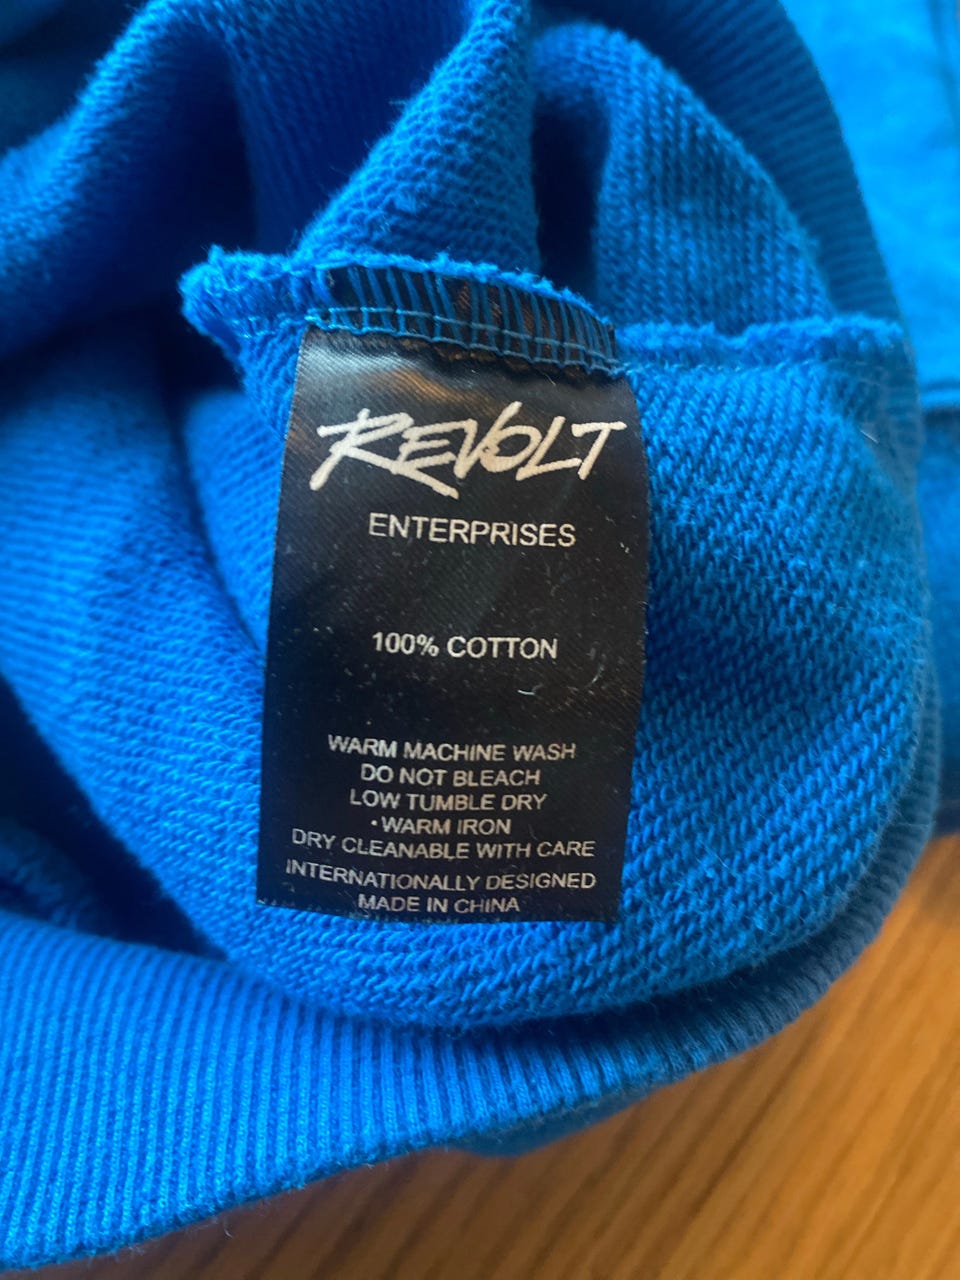 REVOLT
ENTERPRISES
100% COTTON
WARM MACHINE WASH
DO NOT BLEACH
LOW TUMBLE DRY
•WARM IRON
DRY CLEANABLE WITH CARE
INTERNATIONALLY DESIGNED
MADE IN CHINA